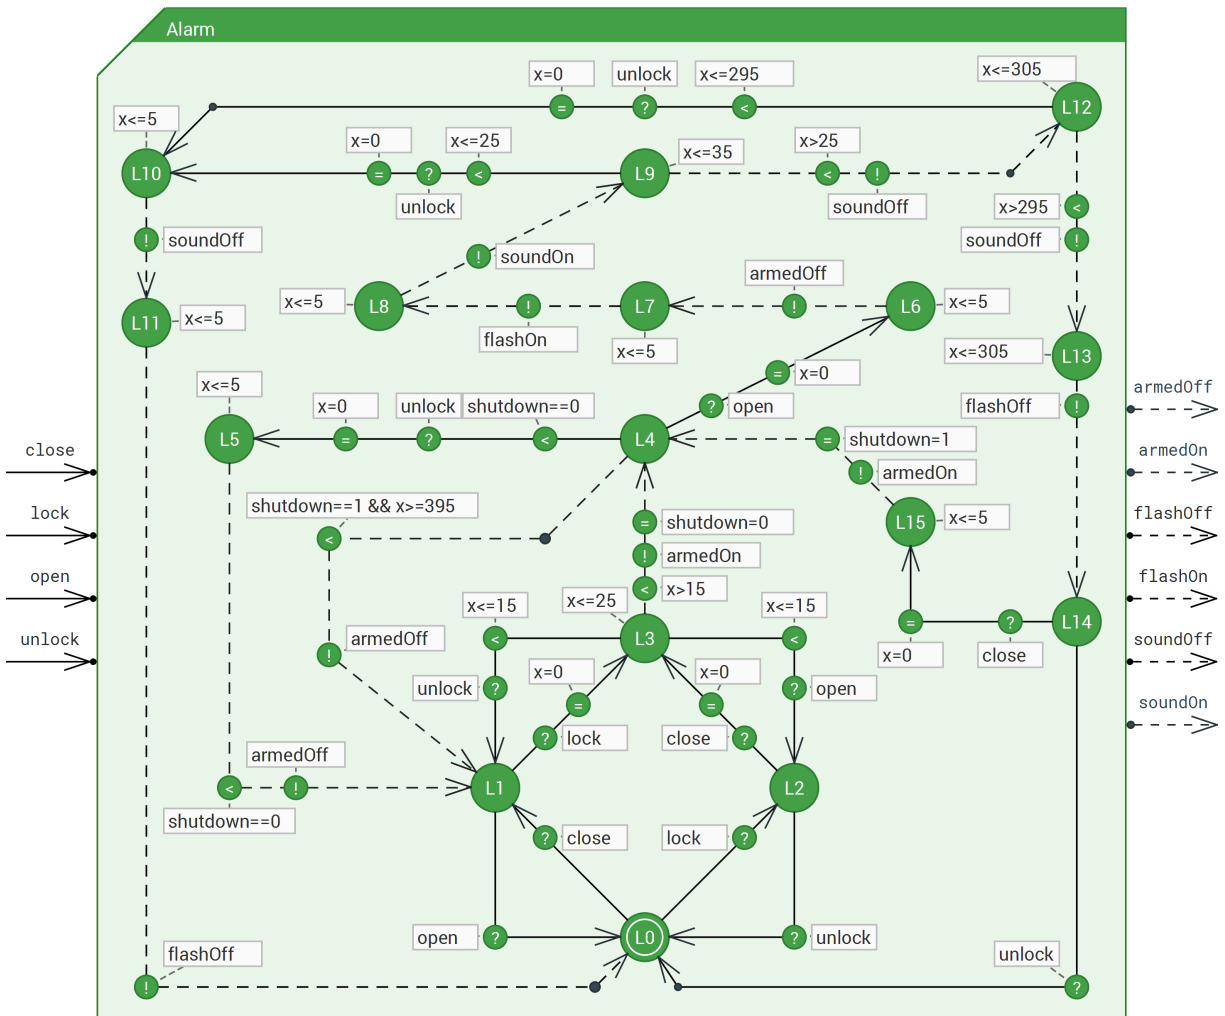 Alarm
x=0
unlock
x<=295
x<=305
=
?
<
L12
x<=5
x=0
x<=25
x>25
x<=35
L10
=
?
<
L9
<
!
unlock
soundOff
x>295
<
!
soundOff
soundOff
!
!
soundOn
armedOff
x<=5
L8
!
L7
!
L6
x<=5
L11
x<=5
flashOn
x<=5
x<=305
L13
=
x=0
x<=5
x=0
unlock
shutdown==0
?
open
flashOff
!
armedOff
L5
=
?
<
L4
=
shutdown=1
close
armedOn
!
armedOn
shutdown==1 && x>=395
lock
flashOff
<
=
shutdown=0
L15
x<=5
!
armedOn
open
flashOn
x<=15
x<=25
<
x>15
x<=15
unlock
soundOff
<
L3
<
=
?
L14
!
armedOff
x=0
x=0
x=0
close
unlock
?
=
=
?
open
soundOn
?
lock
close
?
armedOff
<
!
L1
L2
shutdown==0
?
close
lock
?
open
?
L0
?
unlock
flashOff
unlock
!
?